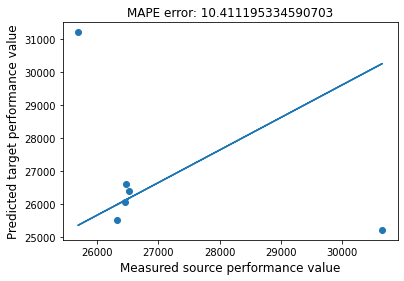 MAPE error: 10.411195334590703
Predicted target performance value
31000
30000
29000
28000
27000
26000
25000
26000 27000 28000 29000 30000
Measured source performance value